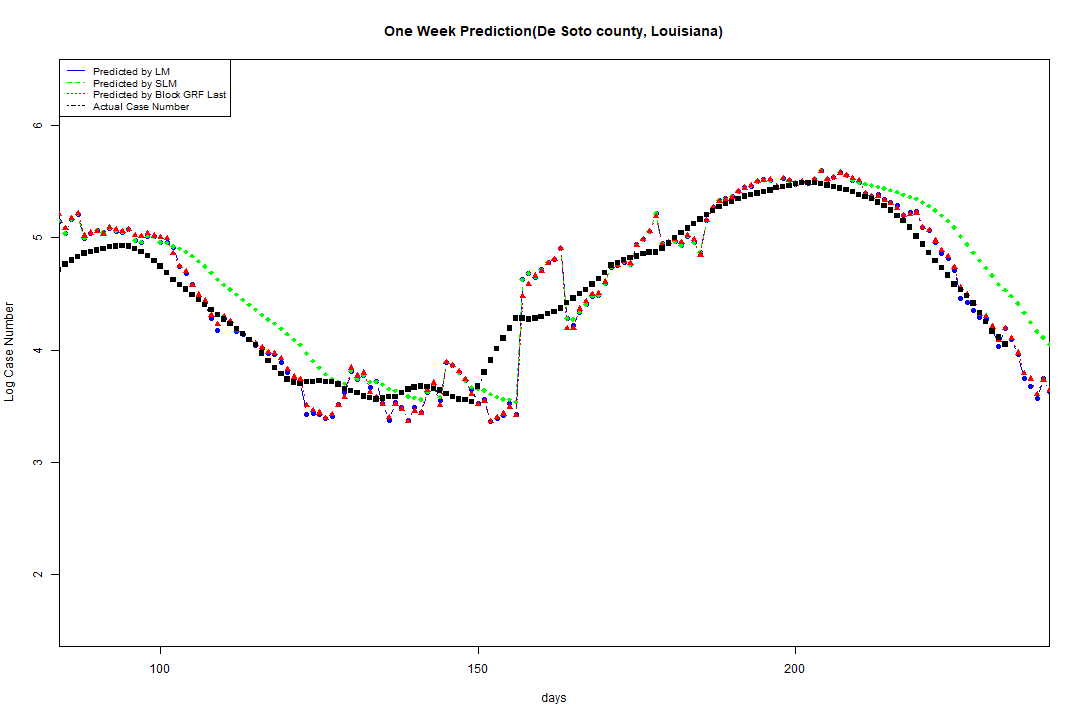 One Week Prediction(De Soto county, Louisiana)
Predicted by LM
Predicted by SLM
Predicted by Block GRF Last
Actual Case Number
6
5
4
3
2
Log Case Number
100
150
200
days